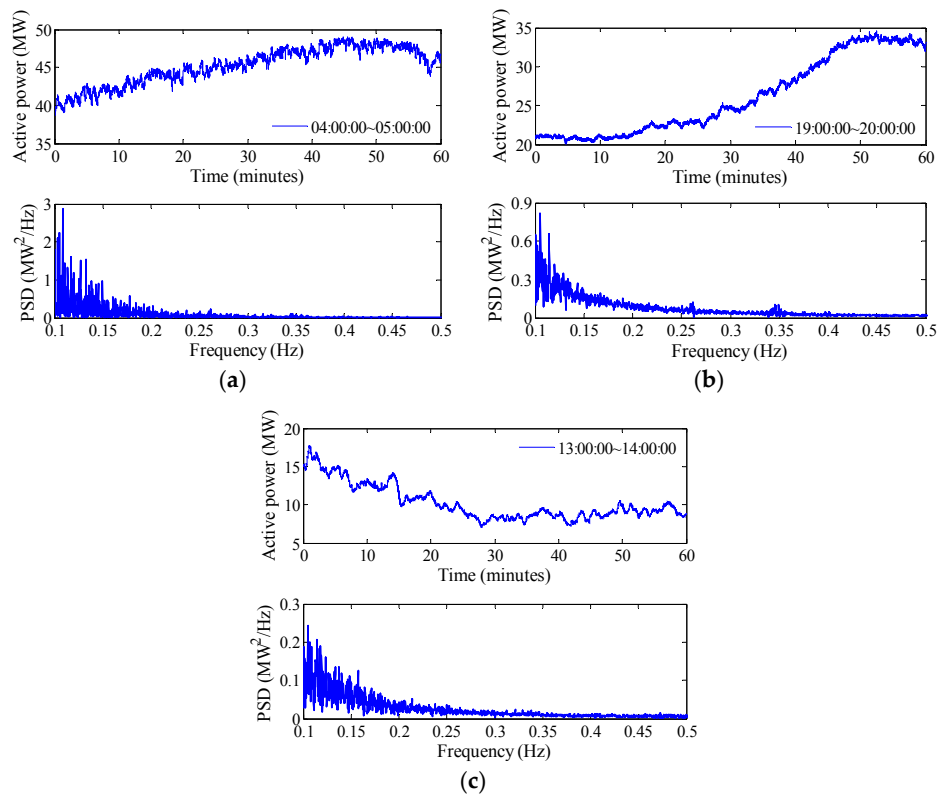 Active power (MW)
50
45
40
35
04:00:00~05:00:00
0 10 20 30 40 50 60
Time (minutes)
PSD (MW²/Hz)
3
2
1
0
0.1 0.15 0.2 0.25 0.3 0.35 0.4 0.45 0.5
Frequency (Hz)
(a)
Active power (MW)
35
30
25
20
19:00:00~20:00:00
0 10 20 30 40 50 60
Time (minutes)
PSD (MW²/Hz)
0.9
0.6
0.3
0
0.1 0.15 0.2 0.25 0.3 0.35 0.4 0.45 0.5
Frequency (Hz)
(b)
Active power (MW)
20
15
10
5
13:00:00~14:00:00
0 10 20 30 40 50 60
Time (minutes)
PSD (MW²/Hz)
0.3
0.2
0.1
0
0.1 0.15 0.2 0.25 0.3 0.35 0.4 0.45 0.5
Frequency (Hz)
(c)